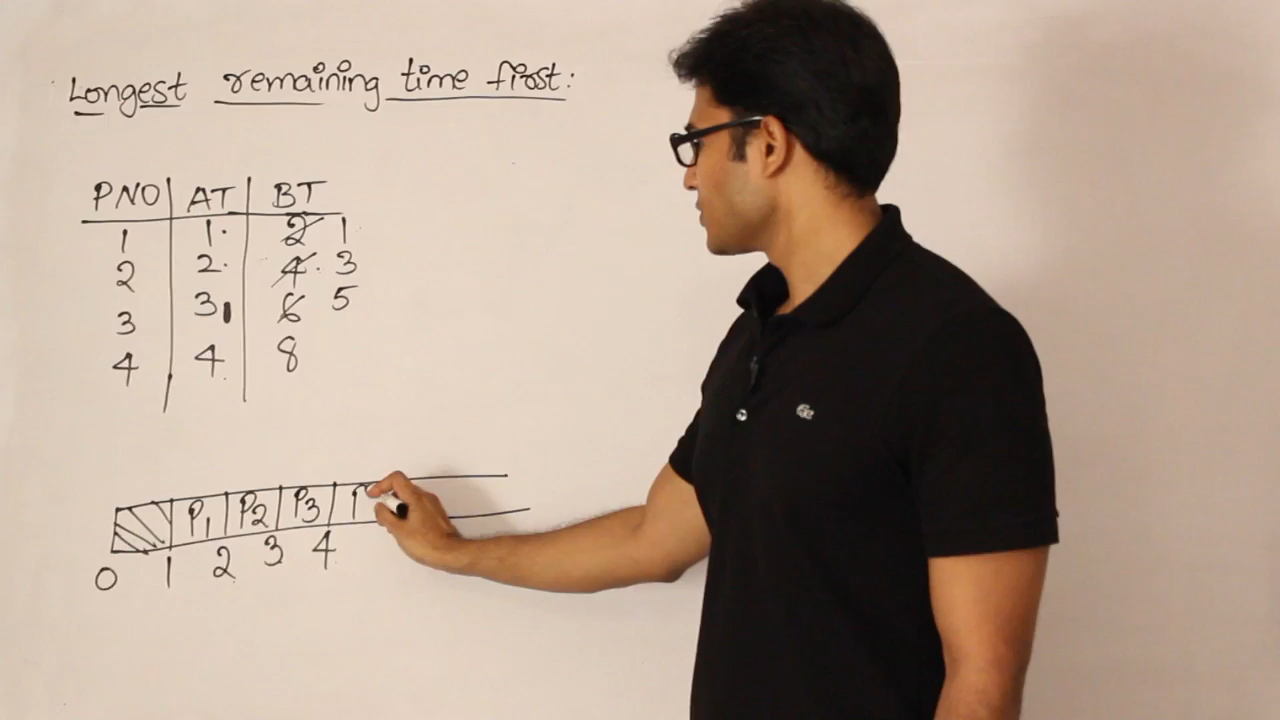 Longest remaining time first:
PNO AT BT
1 1 2 1
2 2 4 3
3 3 6 5
4 4 8
P1 P2 P3
0 1 2 3 4